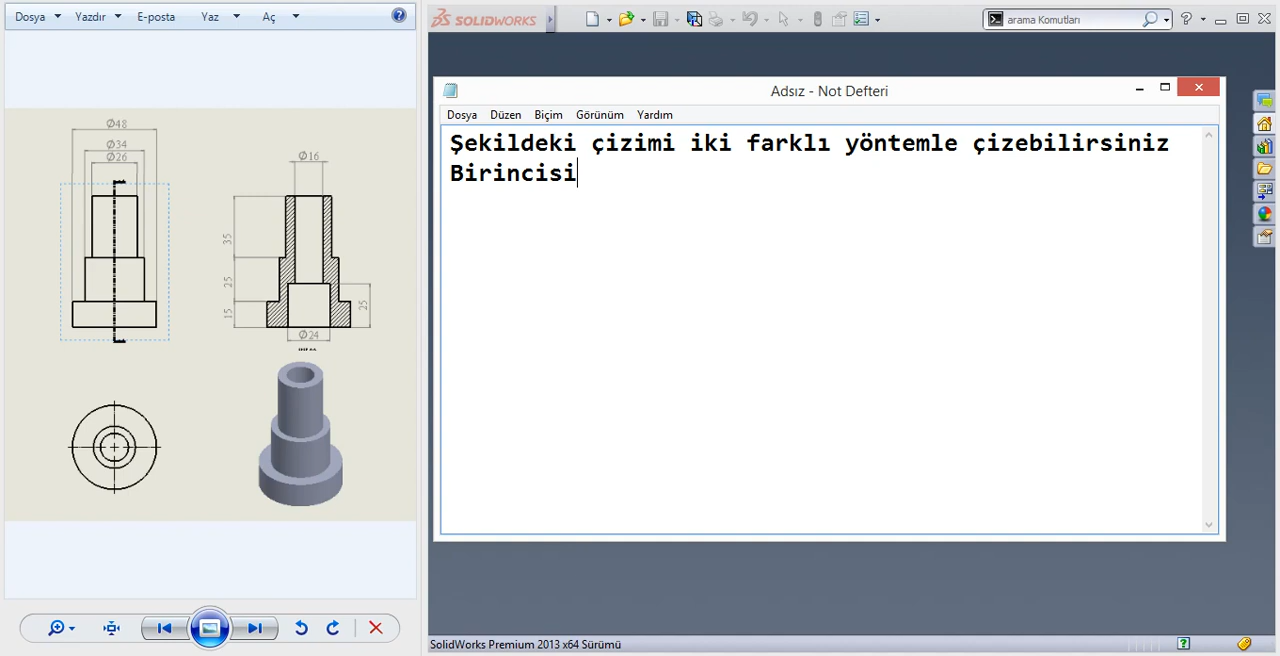 Dosya Yazdır E-posta Yaz Aç
SOLIDWORKS
arama Komutları
Adsız - Not Defteri
Dosya Düzen Biçim Görünüm Yardım
Şekildeki çizimi iki farklı yöntemle çizebilirsiniz
Birincisi
Ø48
Ø34
Ø26
Ø16
35
25
15
25
Ø24
SolidWorks Premium 2013 x64 Sürümü